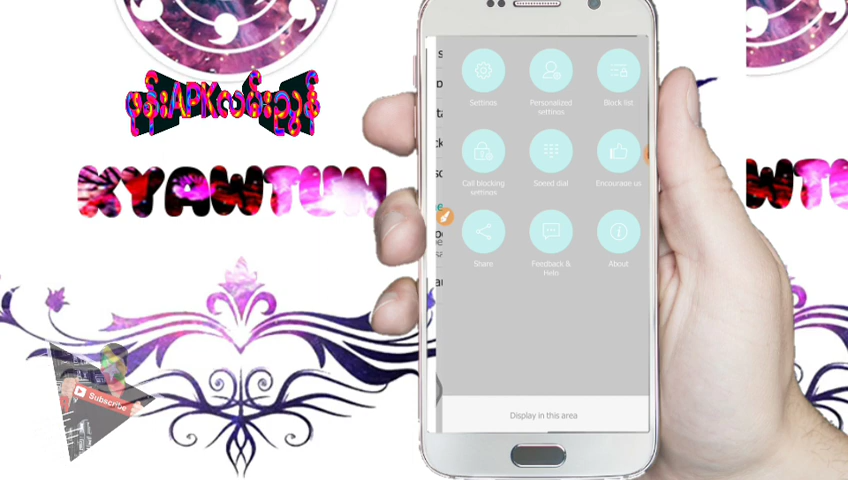 ဖုန်းAPKလမ်းညွှန်
KYAWTUN
Subscribe
Settings
Personalized
settings
Block list
Call blocking
settings
Speed dial
Encourage us
Share
Feedback &
Help
About
Display in this area